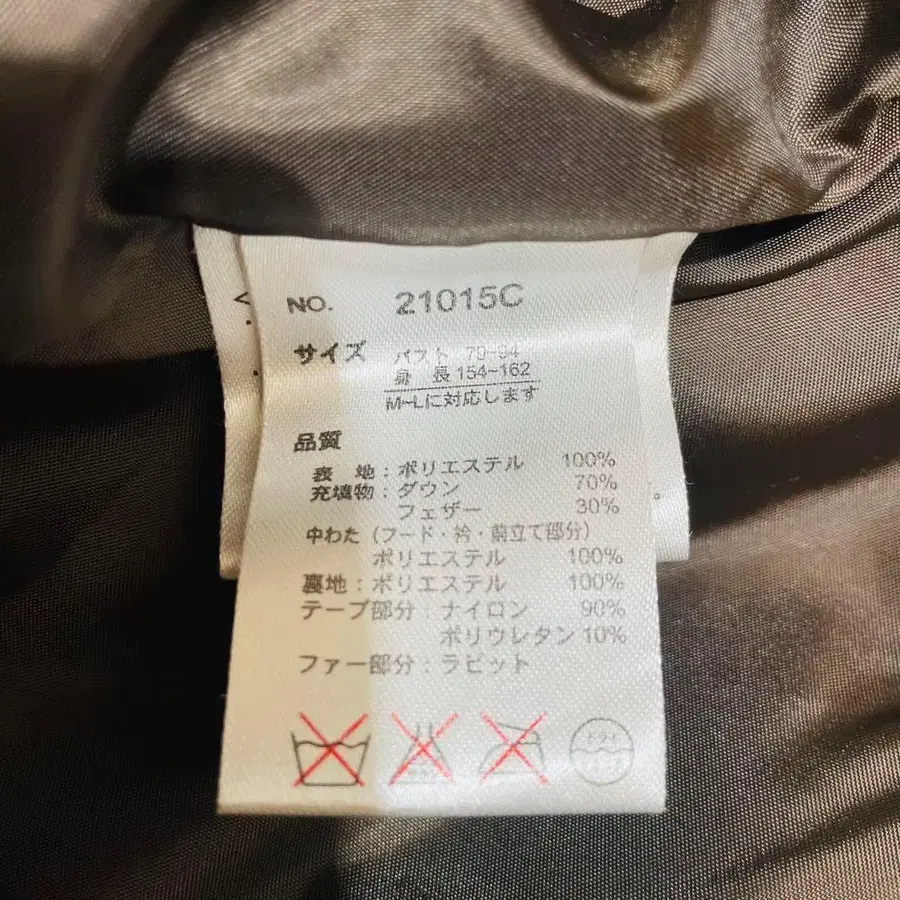 NO. 21015C
サイズ バスト 79~94
身 長 154~162
M~Lに対応します
品質
表 地:ポリエステル 100%
充填物:ダウン 70%
フェザー 30%
中わた(フード・衿・前立て部分)
ポリエステル 100%
裏地:ポリエステル 100%
テープ部分:ナイロン 90%
ポリウレタン 10%
ファー部分:ラビット
ドライ